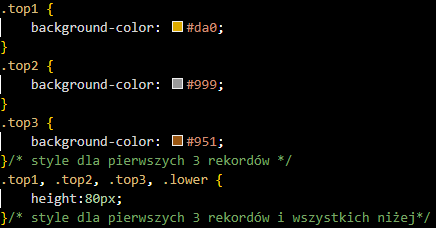 .top1 {
    background-color: #da0;
}
.top2 {
    background-color: #999;
}
.top3 {
    background-color: #951;
}/* style dla pierwszych 3 rekordów */
.top1, .top2, .top3, .lower {
    height:80px;
}/* style dla pierwszych 3 rekordów i wszystkich niżej*/